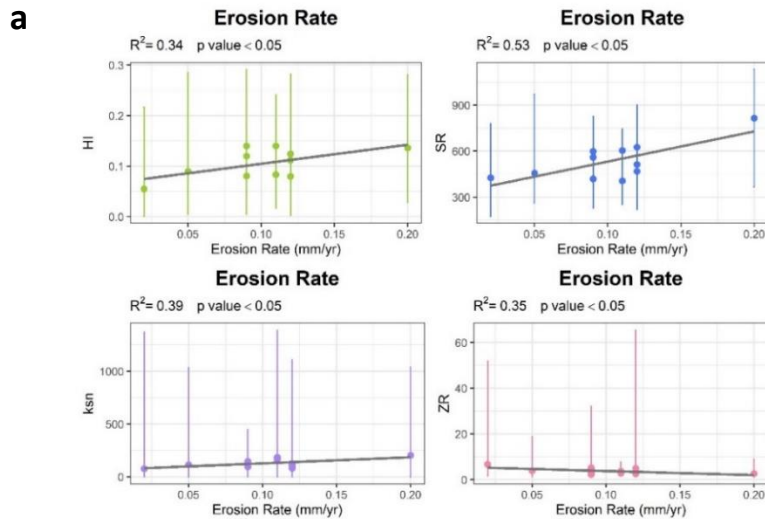 a
Erosion Rate
R²= 0.34 p value < 0.05
HI
0.3
0.2
0.1
0.0
0.05 0.10 0.15 0.20
Erosion Rate (mm/yr)
Erosion Rate
R²= 0.53 p value < 0.05
SR
900
600
300
0.05 0.10 0.15 0.20
Erosion Rate (mm/yr)
Erosion Rate
R²= 0.39 p value < 0.05
ksn
1000
500
0
0.05 0.10 0.15 0.20
Erosion Rate (mm/yr)
Erosion Rate
R²= 0.35 p value < 0.05
ZR
60
40
20
0
0.05 0.10 0.15 0.20
Erosion Rate (mm/yr)